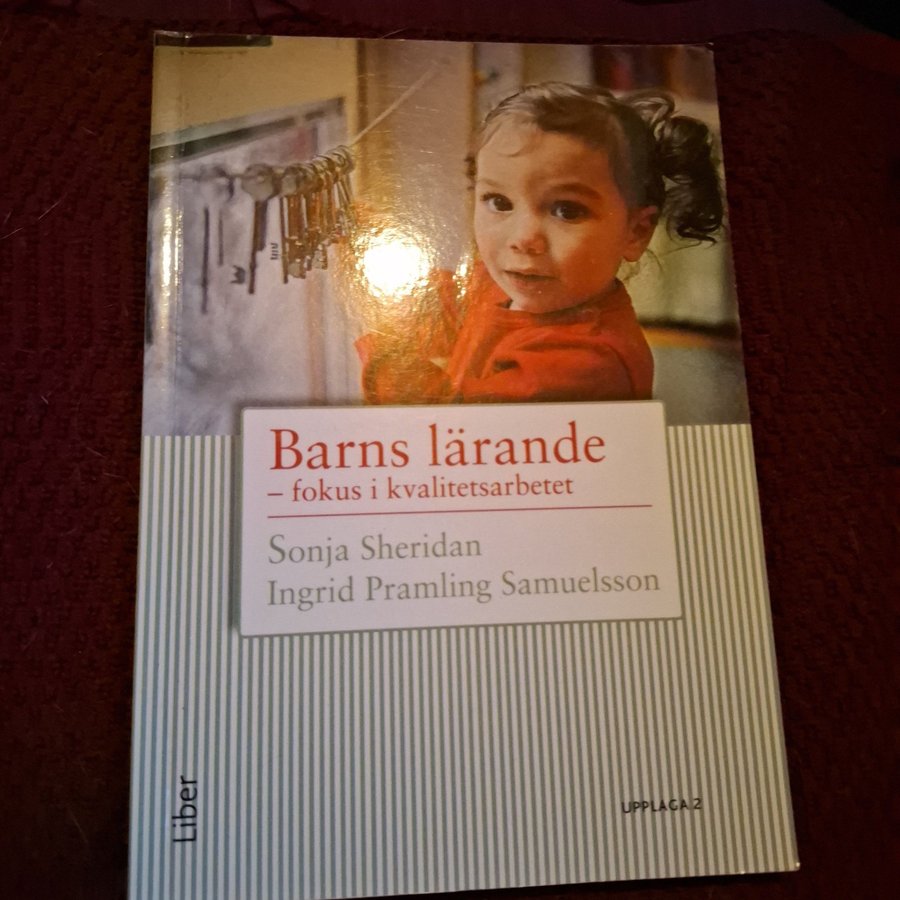 Barns lärande
– fokus i kvalitetsarbetet
Sonja Sheridan
Ingrid Pramling Samuelsson
Liber
UPPLAGA 2